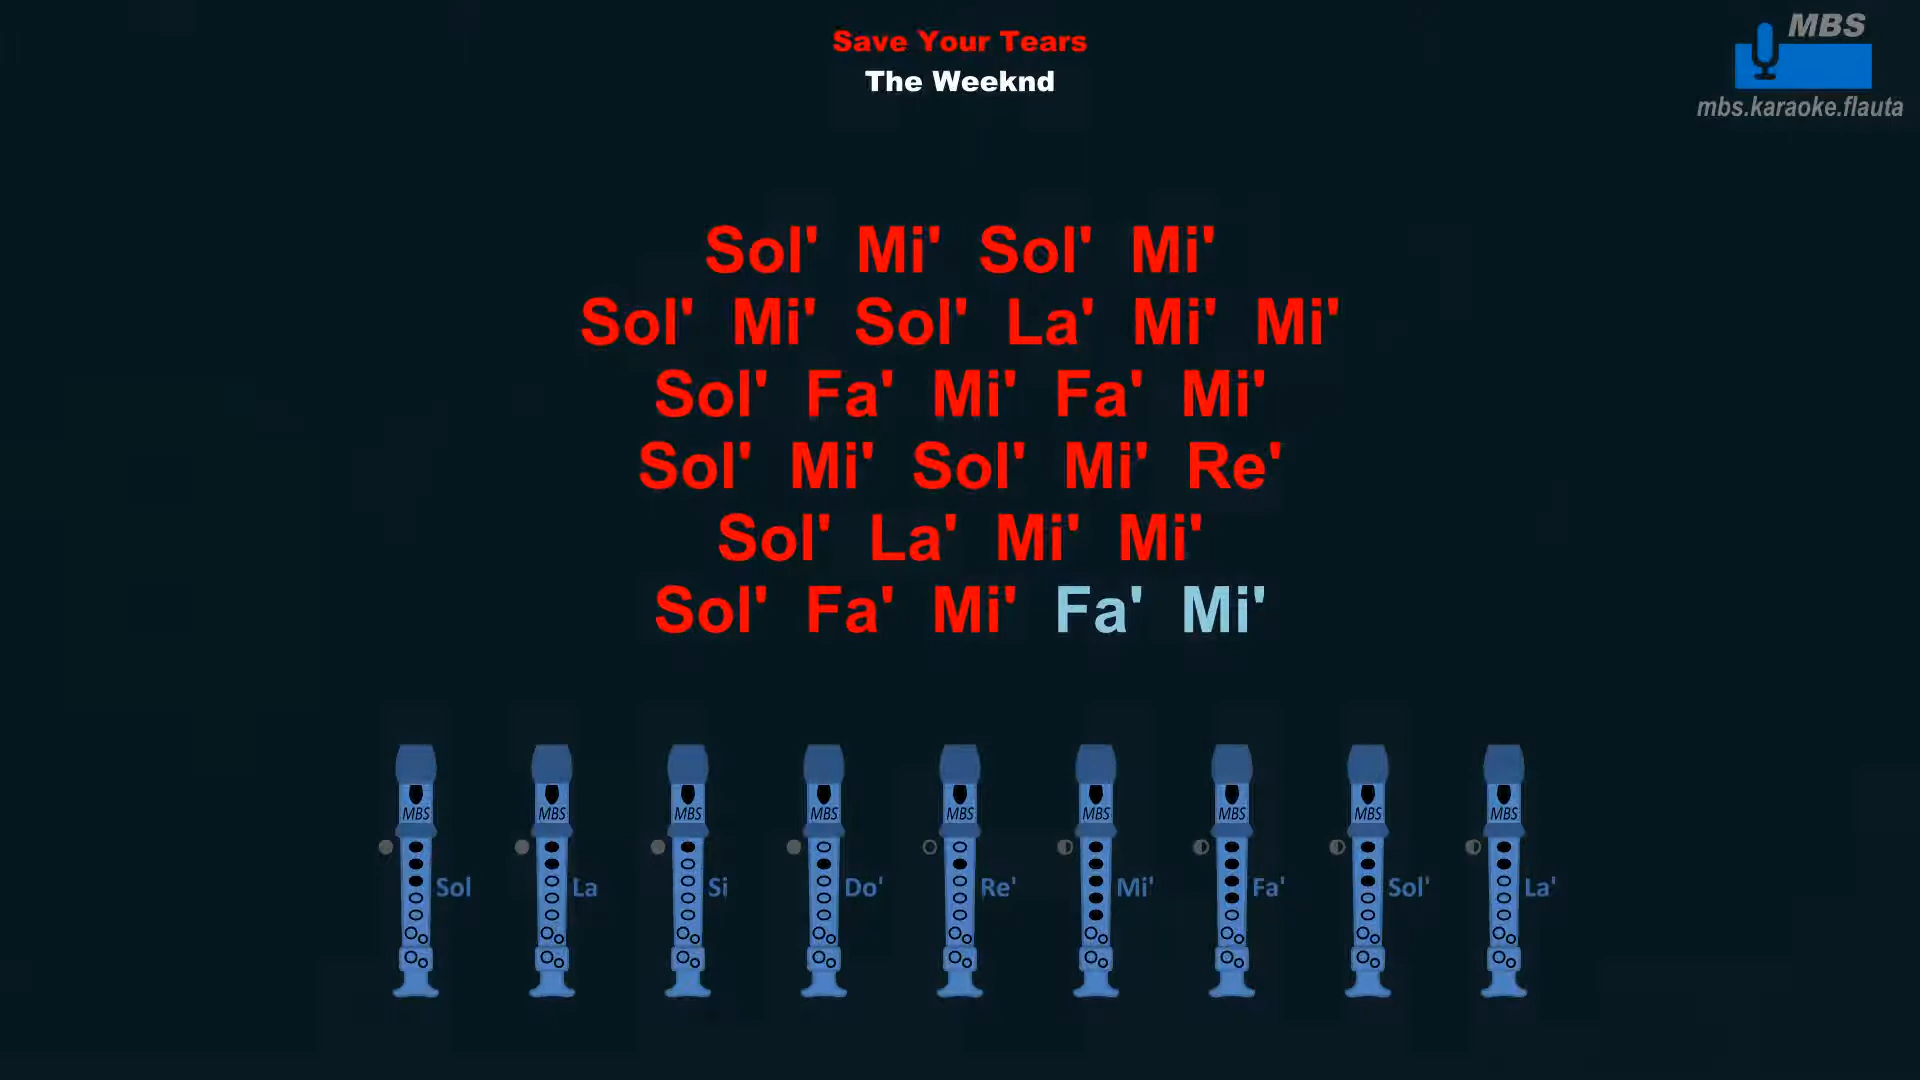 Save Your Tears
The Weeknd
MBS
mbs.karaoke.flauta
Sol' Mi' Sol' Mi'
Sol' Mi' Sol' La' Mi' Mi'
Sol' Fa' Mi' Fa' Mi'
Sol' Mi' Sol' Mi' Re'
Sol' La' Mi' Mi'
Sol' Fa' Mi' Fa' Mi'
MBS MBS MBS MBS MBS MBS MBS MBS MBS
Sol La Si Do' Re' Mi' Fa' Sol' La'